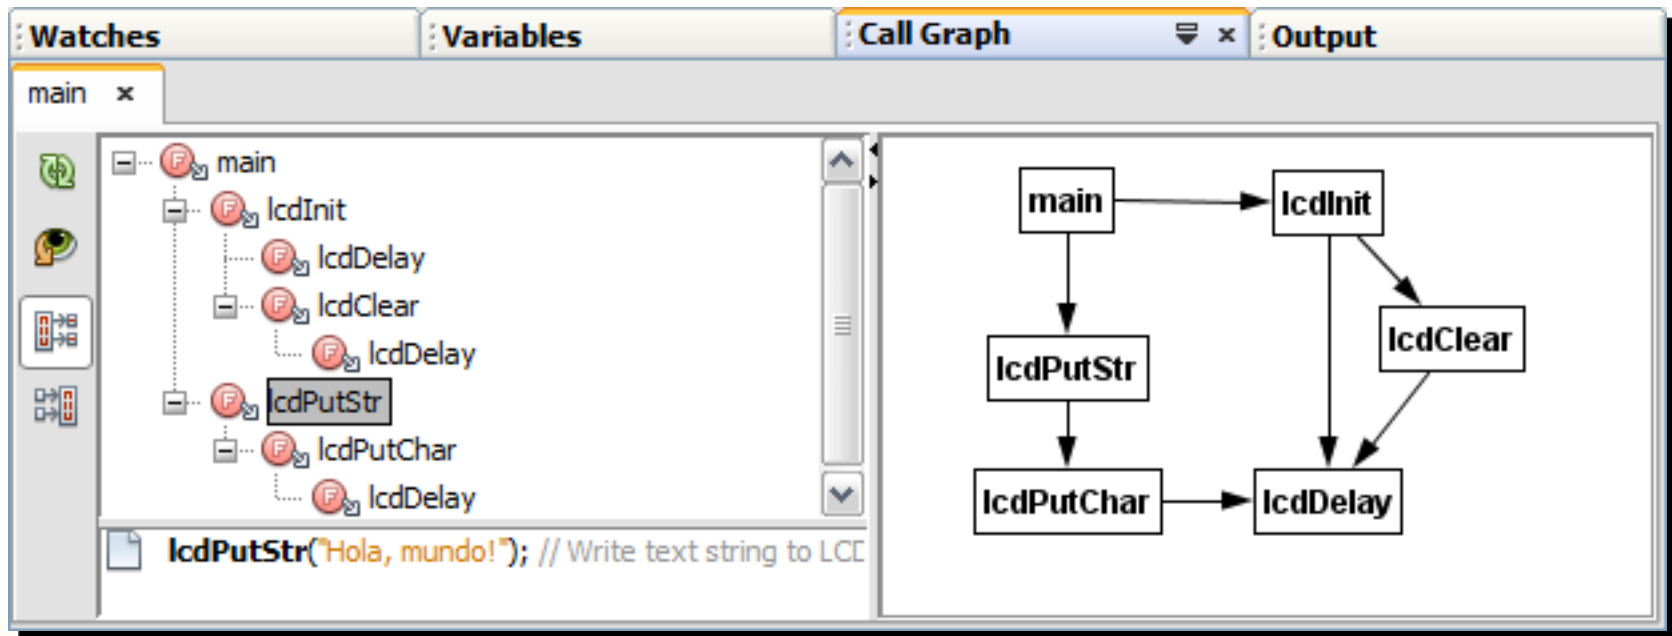 Watches Variables Call Graph Output
main
main
lcdInit
lcdDelay
lcdClear
lcdDelay
lcdPutStr
lcdPutChar
lcdDelay
lcdPutStr("Hola, mundo!"); // Write text string to LCD
main lcdInit
lcdClear
lcdPutStr
lcdPutChar lcdDelay